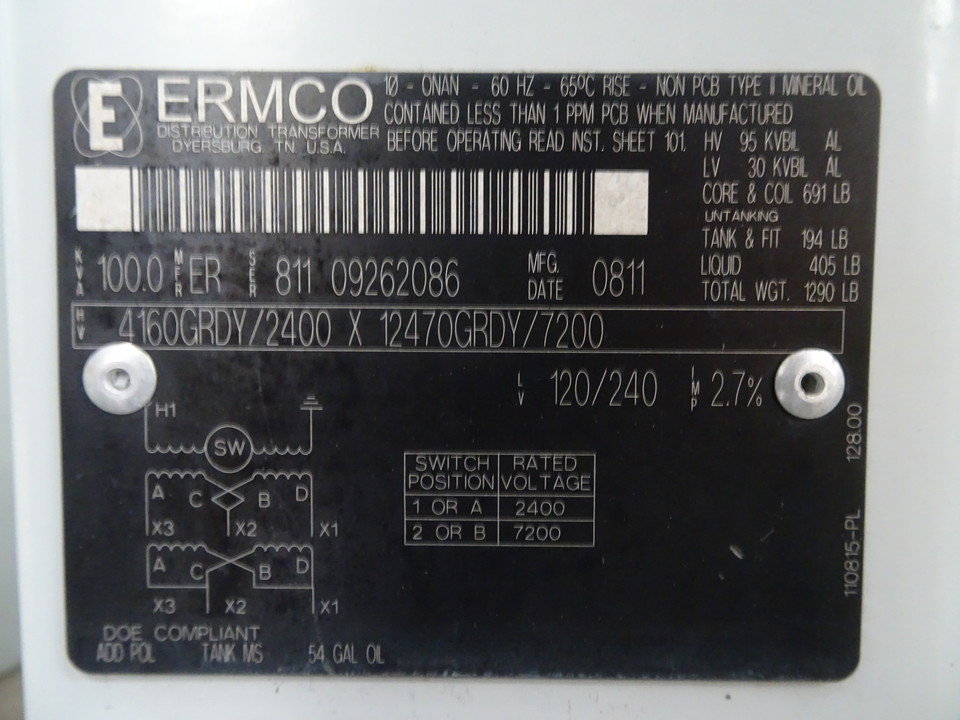 E ERMCO
DISTRIBUTION TRANSFORMER
DYERSBURG, TN U.S.A.
1Ø - ONAN - 60 HZ - 65ºC RISE - NON PCB TYPE II MINERAL OIL
CONTAINED LESS THAN 1 PPM PCB WHEN MANUFACTURED
BEFORE OPERATING READ INST. SHEET 101. HV 95 KVBIL AL
LV 30 KVBIL AL
CORE & COIL 691 LB
UNTANKING
TANK & FIT 194 LB
LIQUID 405 LB
TOTAL WGT. 1290 LB
KVA 100.0 MFR ER SER 811 09262086 MFG. DATE 0811
HV 4160GRDY/2400 X 12470GRDY/7200
LV 120/240 IMP 2.7%
H1
SW
A C B D
X3 X2 X1
A C B D
X3 X2 X1
SWITCH POSITION RATED VOLTAGE
1 OR A 2400
2 OR B 7200
DOE COMPLIANT
ADD POL TANK MS 54 GAL OIL
110815-PL 128.00